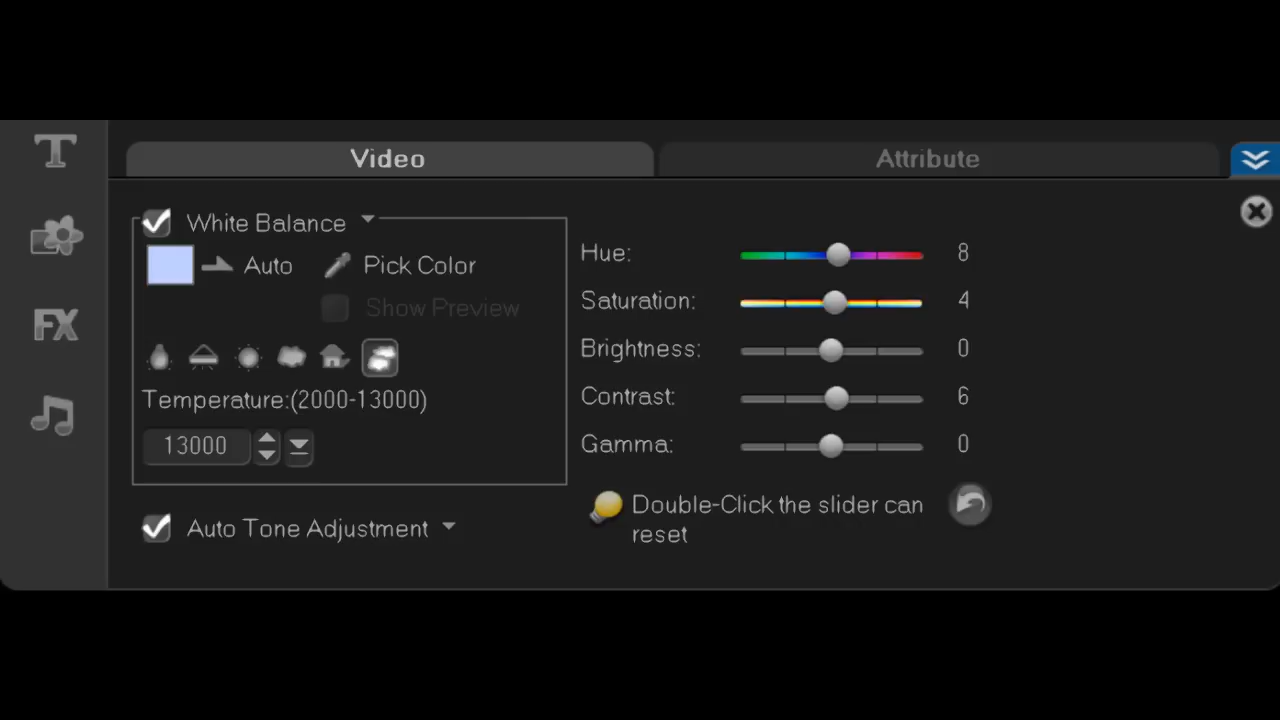 T
Video
Attribute
White Balance
Auto
Pick Color
Show Preview
FX
Temperature:(2000-13000)
13000
Auto Tone Adjustment
Hue: 8
Saturation: 4
Brightness: 0
Contrast: 6
Gamma: 0
Double-Click the slider can
reset